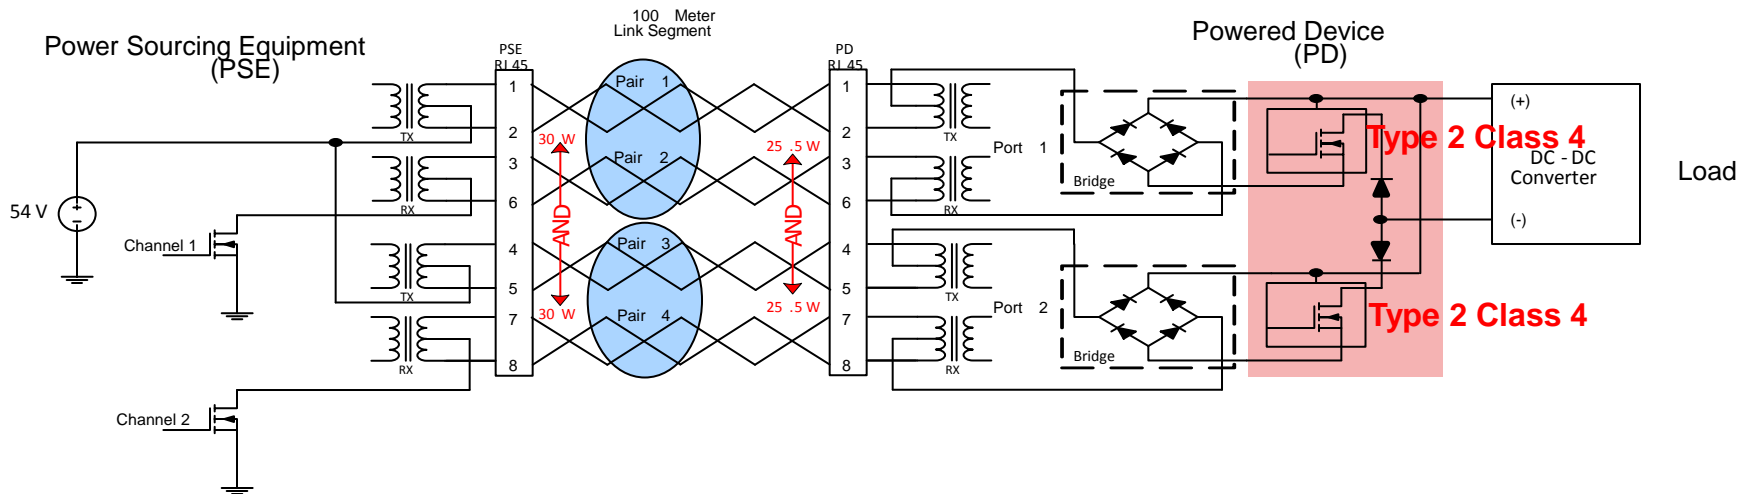 Power Sourcing Equipment
(PSE)
100 Meter
Link Segment
Powered Device
(PD)
PSE
RJ45
PD
RJ45
54 V
Channel 1
Channel 2
TX
RX
TX
RX
1
2
3
6
4
5
7
8
Pair 1
Pair 2
Pair 3
Pair 4
30 W
AND
30 W
25 .5 W
AND
25 .5 W
1
2
3
6
4
5
7
8
TX
RX
TX
RX
Port 1
Port 2
Bridge
Bridge
Type 2 Class 4
Type 2 Class 4
(+)
DC - DC
Converter
(-)
Load